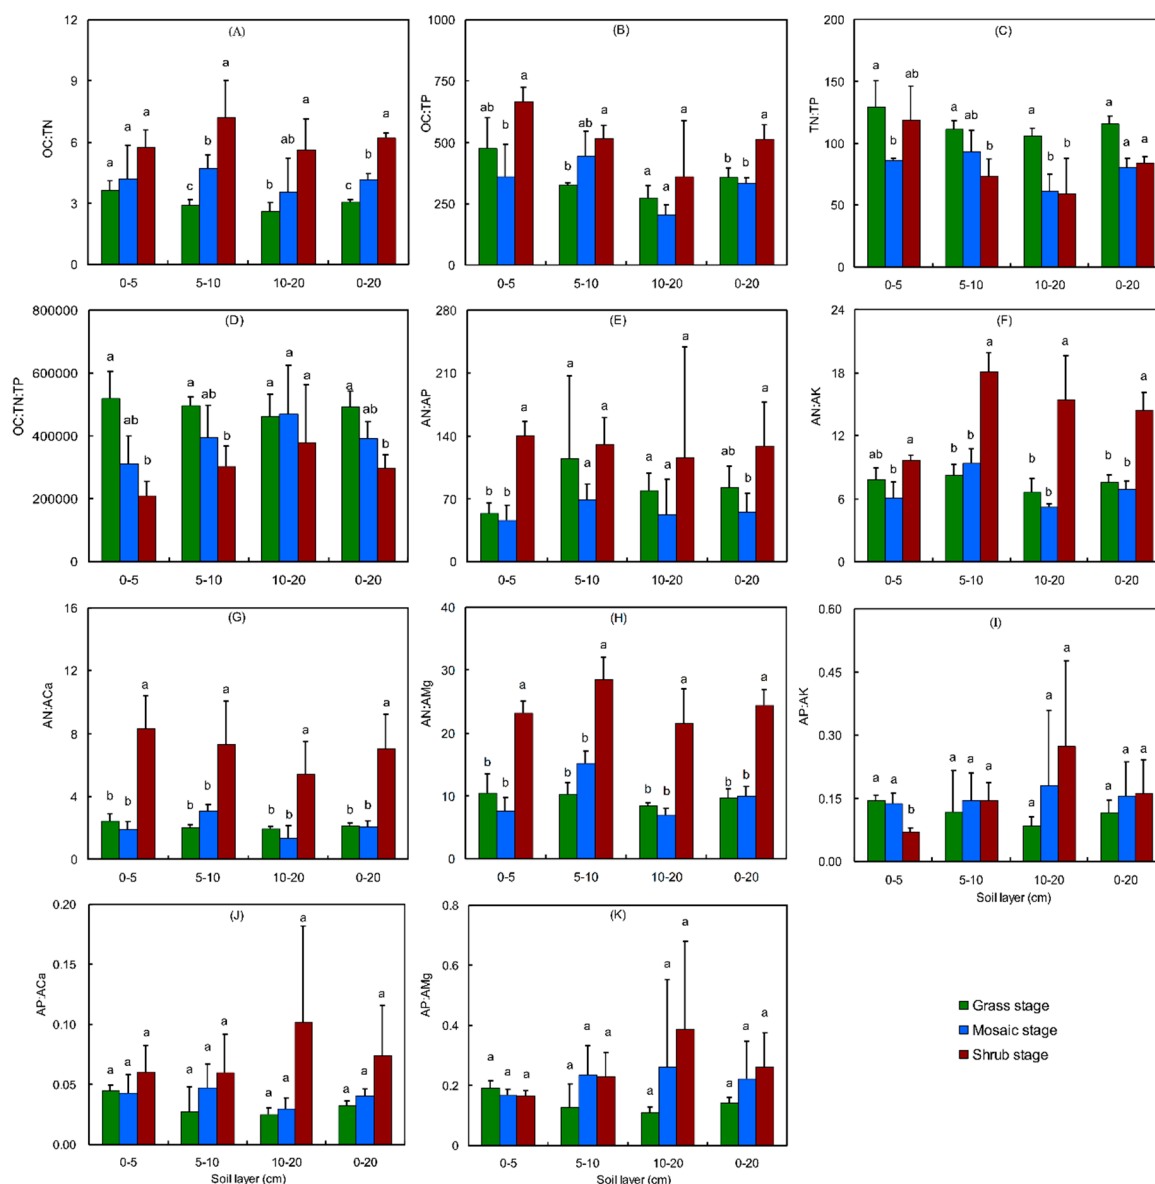 (A)
OC:TN
12
9
6
3
0
a a a
c b a
b ab a
c b a
0-5 5-10 10-20 0-20
(B)
OC:TP
1000
750
500
250
0
ab b a
b ab a
a a a
b b a
0-5 5-10 10-20 0-20
(C)
TN:TP
200
150
100
50
0
a b ab
a ab b
a b b
a a a
0-5 5-10 10-20 0-20
(D)
OC:TN:TP
800000
600000
400000
200000
0
a ab b
a ab b
a a a
a ab b
0-5 5-10 10-20 0-20
(E)
AN:AP
280
210
140
70
0
b b a
a a a
a a a
ab b a
0-5 5-10 10-20 0-20
(F)
AN:AK
24
18
12
6
0
ab b a
b b a
b b a
b b a
0-5 5-10 10-20 0-20
(G)
AN:ACa
16
12
8
4
0
b b a
b b a
b b a
b b a
0-5 5-10 10-20 0-20
(H)
AN:AMg
40
30
20
10
0
b b a
b b a
b b a
b b a
0-5 5-10 10-20 0-20
(I)
AP:AK
0.60
0.45
0.30
0.15
0.00
a a b
a a a
a a a
a a a
0-5 5-10 10-20 0-20
Soil layer (cm)
(J)
AP:ACa
0.20
0.15
0.10
0.05
0.00
a a a
a a a
a a a
a a a
0-5 5-10 10-20 0-20
Soil layer (cm)
(K)
AP:AMg
0.8
0.6
0.4
0.2
0
a a a
a a a
a a a
a a a
0-5 5-10 10-20 0-20
Soil layer (cm)
Grass stage
Mosaic stage
Shrub stage